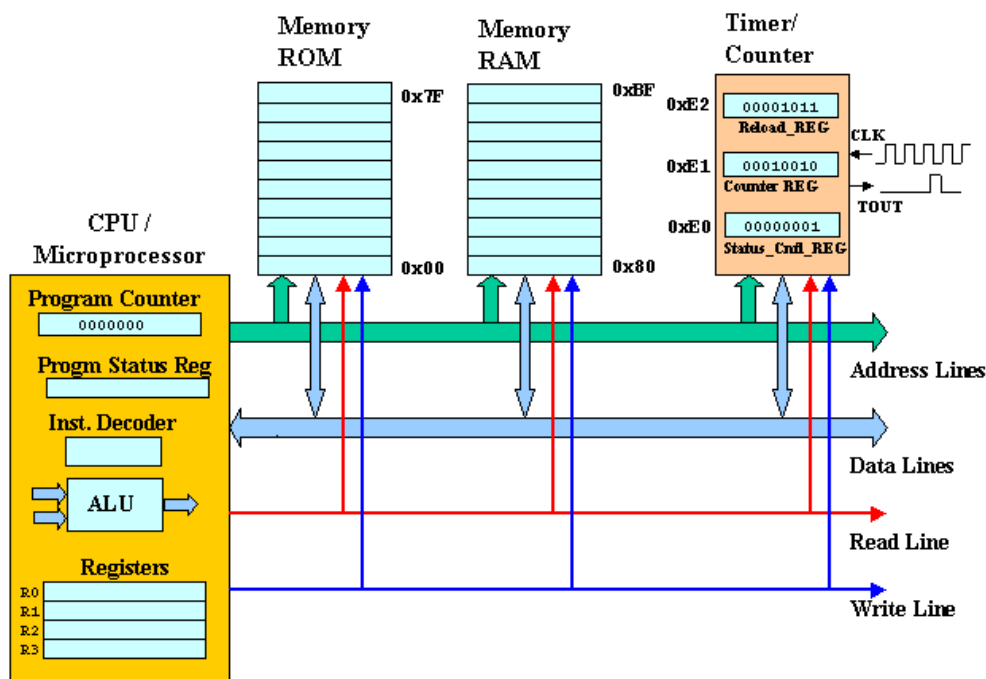 Memory
ROM
0x7F
0x00
Memory
RAM
0xBF
0x80
Timer/
Counter
0xE2
00001011
Reload_REG
0xE1
00010010
Counter REG
0xE0
00000001
Status_Cntl_REG
CLK
TOUT
CPU /
Microprocessor
Program Counter
0000000
Progm Status Reg
Inst. Decoder
ALU
Registers
R0
R1
R2
R3
Address Lines
Data Lines
Read Line
Write Line